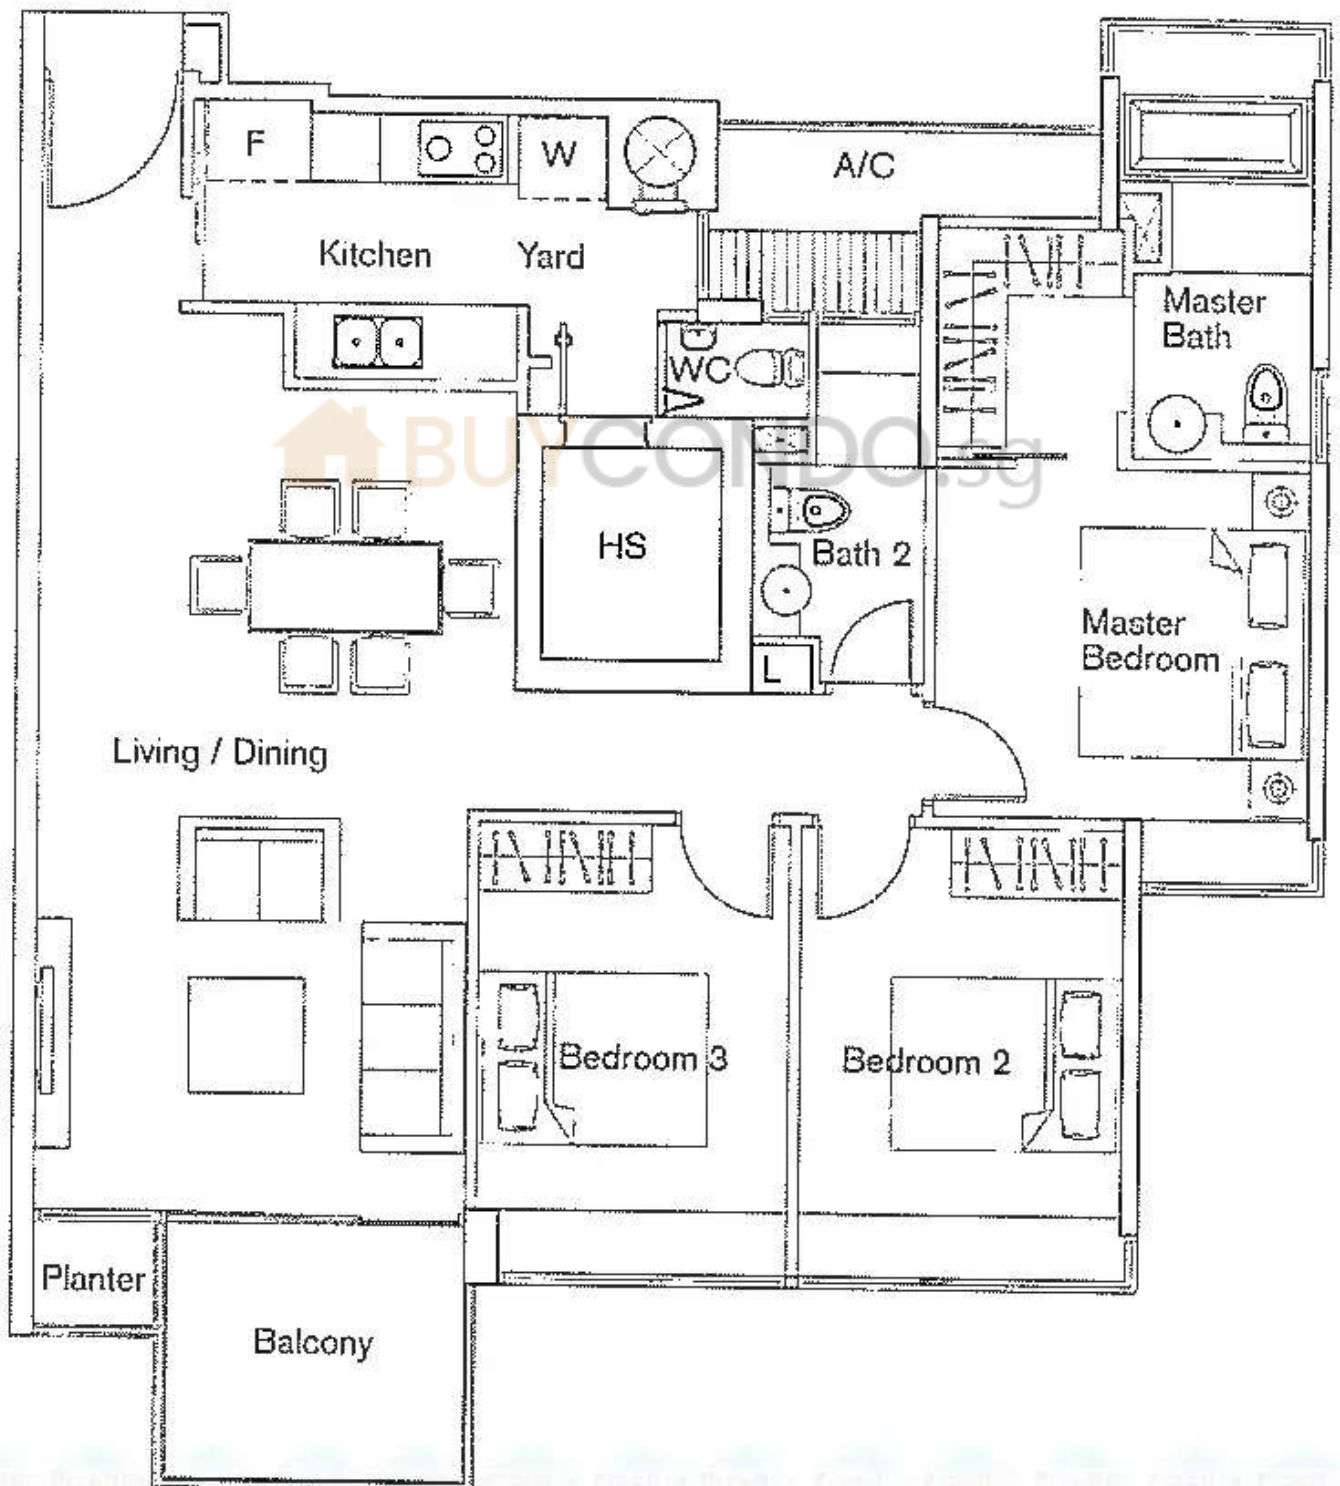 F
W
A/C
Kitchen
Yard
Master
Bath
WC
BUYCONDO.sg
HS
Bath 2
Master
Bedroom
L
Living / Dining
Bedroom 3
Bedroom 2
Planter
Balcony